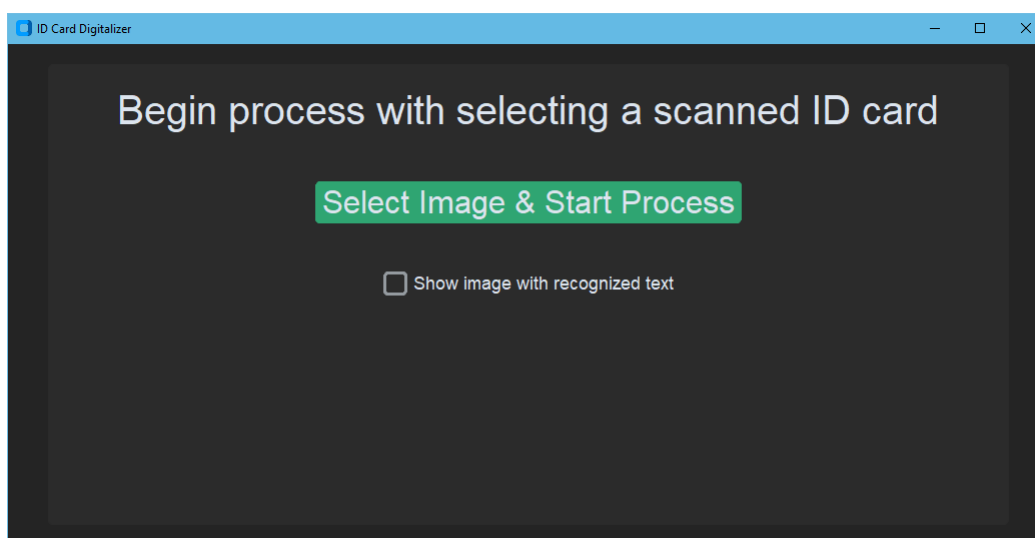 ID Card Digitalizer
Begin process with selecting a scanned ID card
Select Image & Start Process
Show image with recognized text